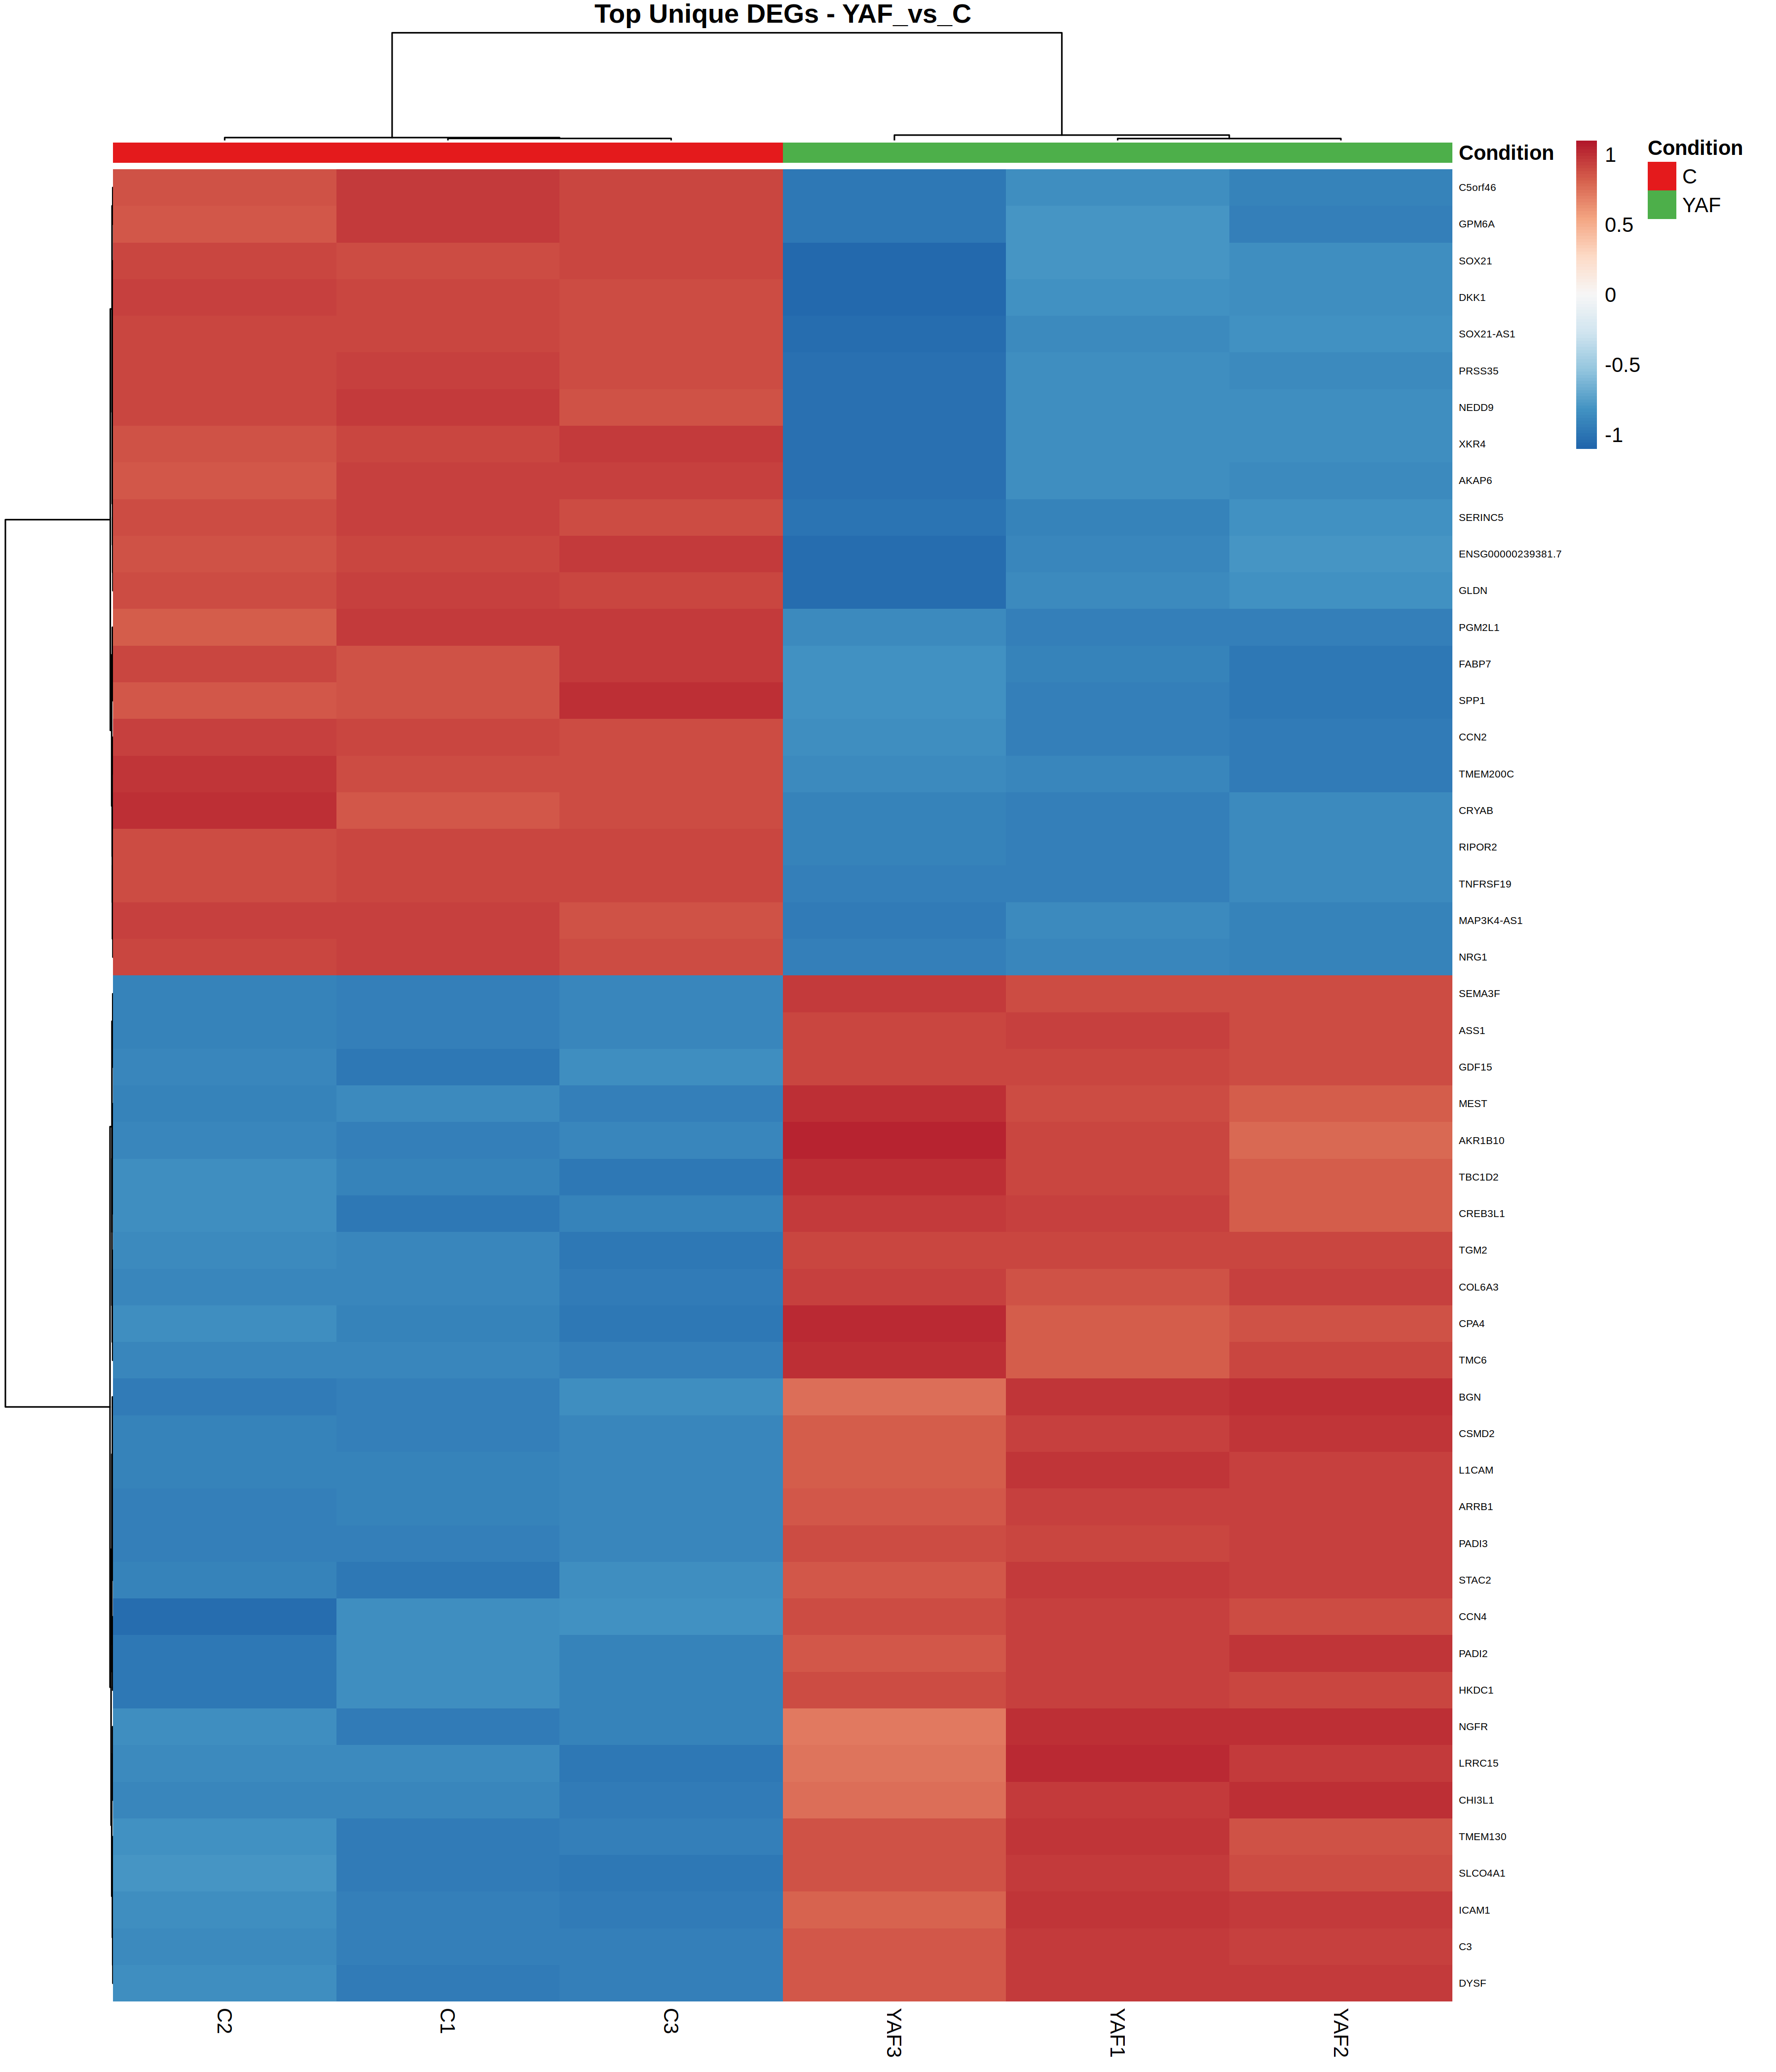 Top Unique DEGs - YAF_vs_C
Condition
1
0.5
0
-0.5
-1
Condition
C
YAF
C5orf46
GPM6A
SOX21
DKK1
SOX21-AS1
PRSS35
NEDD9
XKR4
AKAP6
SERINC5
ENSG00000239381.7
GLDN
PGM2L1
FABP7
SPP1
CCN2
TMEM200C
CRYAB
RIPOR2
TNFRSF19
MAP3K4-AS1
NRG1
SEMA3F
ASS1
GDF15
MEST
AKR1B10
TBC1D2
CREB3L1
TGM2
COL6A3
CPA4
TMC6
BGN
CSMD2
L1CAM
ARRB1
PADI3
STAC2
CCN4
PADI2
HKDC1
NGFR
LRRC15
CHI3L1
TMEM130
SLCO4A1
ICAM1
C3
DYSF
C2
C1
C3
YAF3
YAF1
YAF2